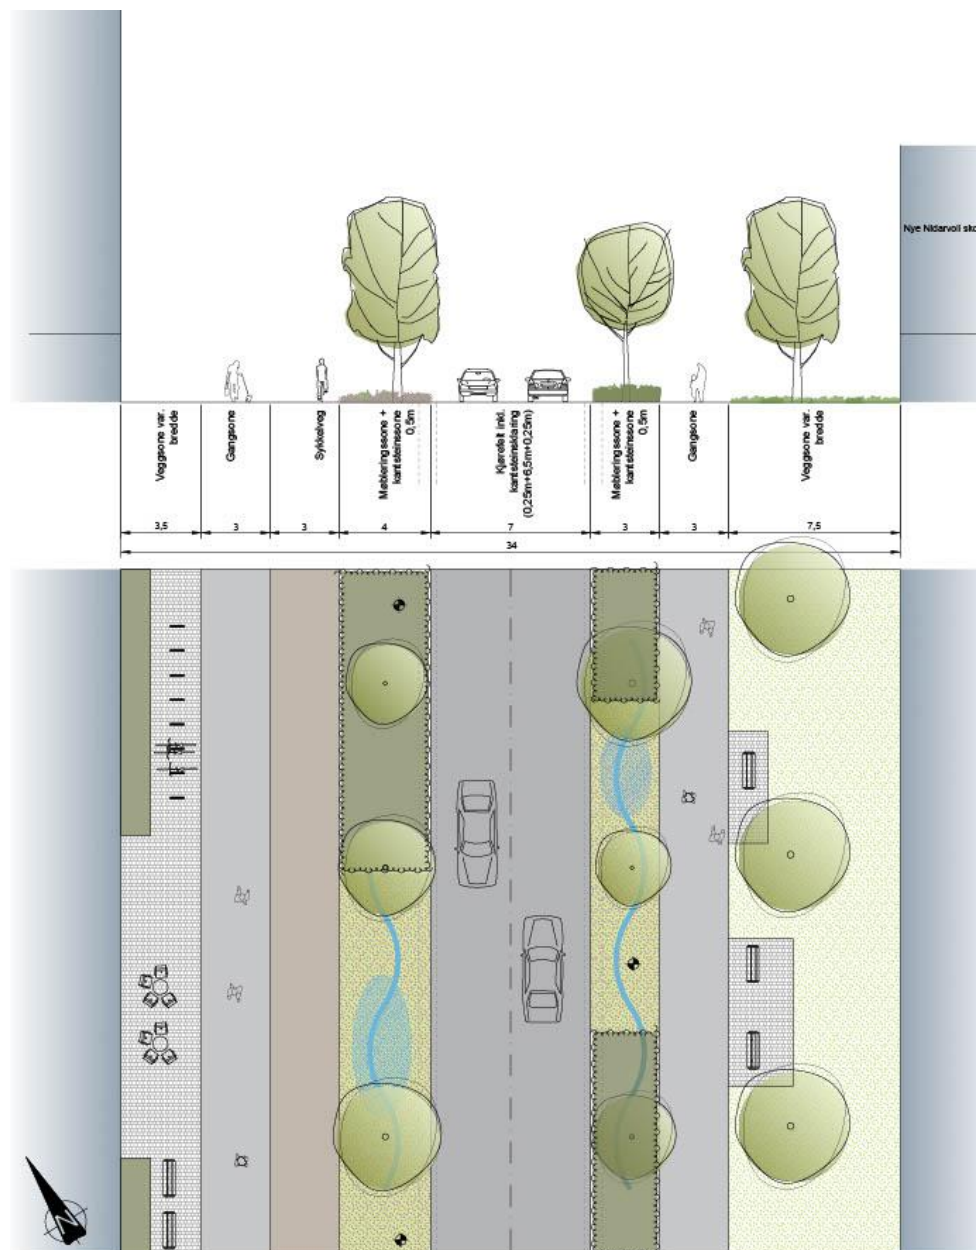 Nye Nidarvoll sko
Veggsone var.
bredde
Gangsone
Sykkelveg
Møbleringssone +
kantsteinssone
0,5m
Kjørefelt inkl.
kantsteinsklaring
(0,25m+6,5m+0,25m)
Møbleringssone +
kantsteinssone
0,5m
Gangsone
Veggsone var.
bredde
3,5
3
3
4
7
3
3
7,5
34
N